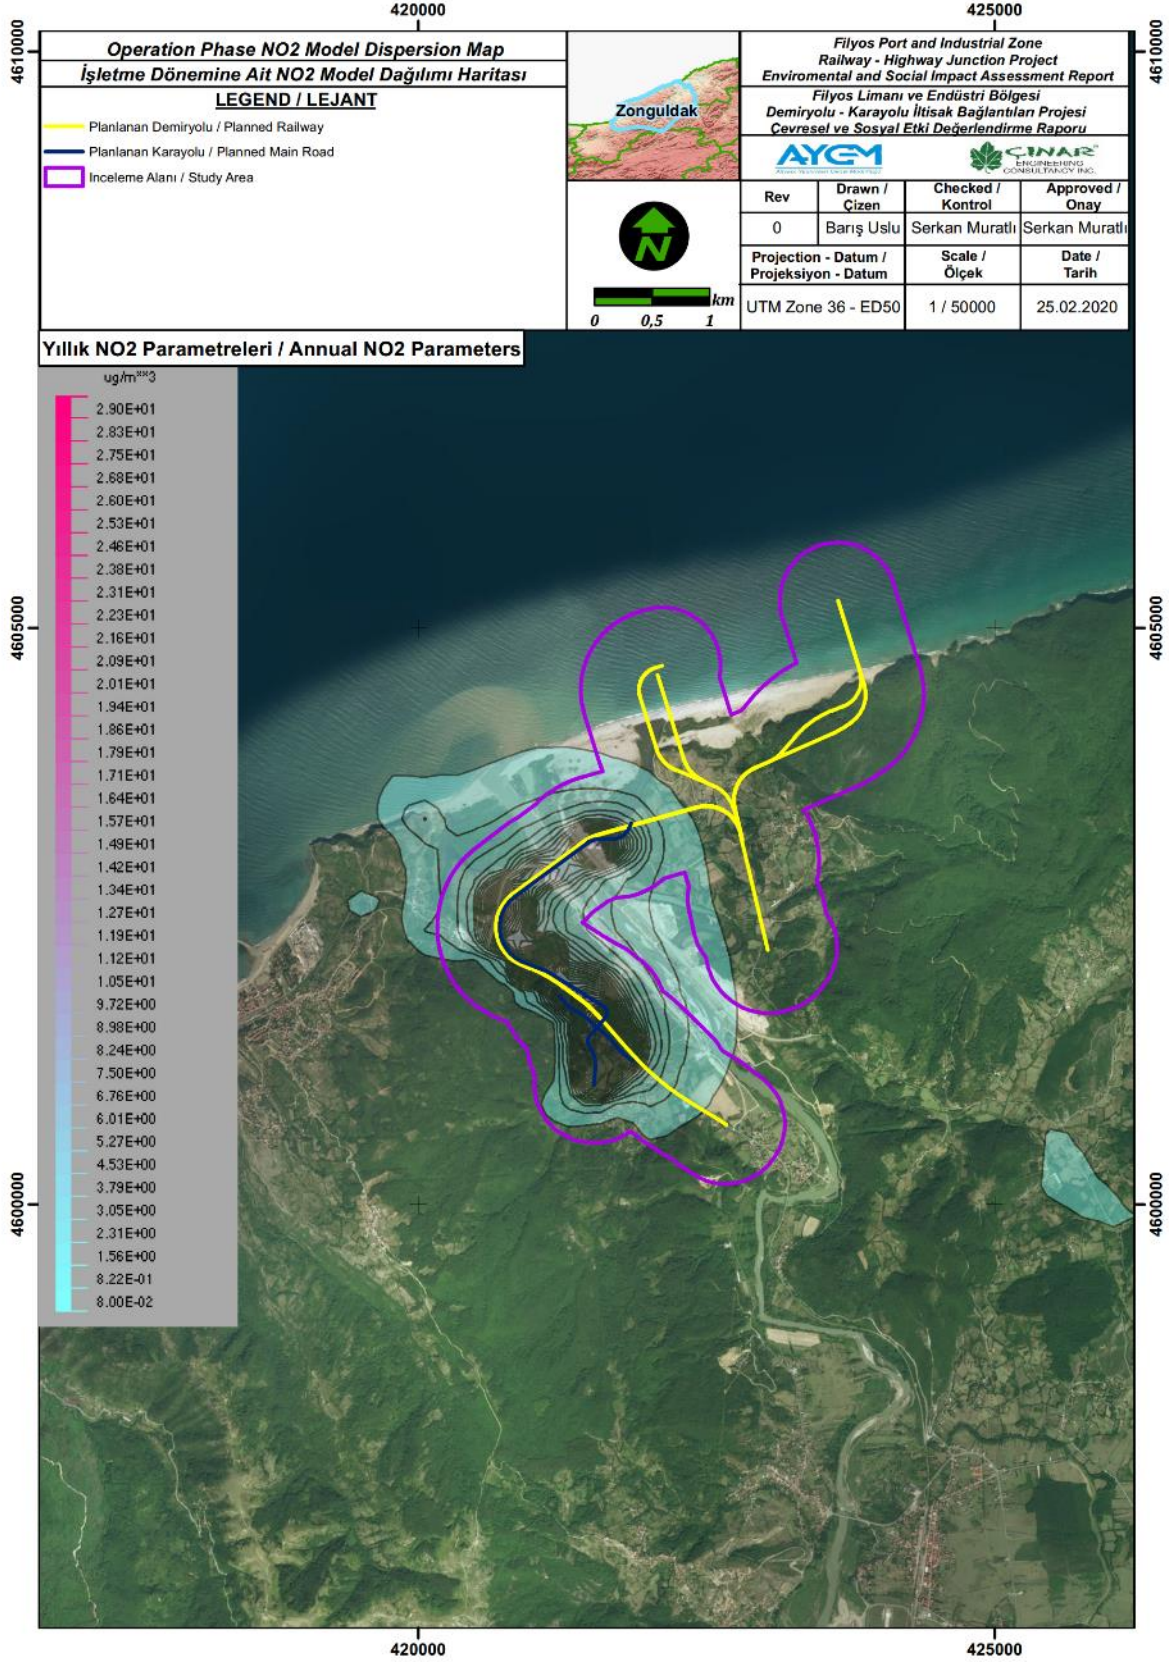 420000
425000
4610000
4610000
Operation Phase NO2 Model Dispersion Map
İşletme Dönemine Ait NO2 Model Dağılımı Haritası
LEGEND / LEJANT
Planlanan Demiryolu / Planned Railway
Planlanan Karayolu / Planned Main Road
İnceleme Alanı / Study Area
Zonguldak
N
km
0 0,5 1
Filyos Port and Industrial Zone
Railway - Highway Junction Project
Enviromental and Social Impact Assessment Report
Filyos Limanı ve Endüstri Bölgesi
Demiryolu - Karayolu İltisak Bağlantıları Projesi
Çevresel ve Sosyal Etki Değerlendirme Raporu
AYGM
ÇINAR
ENGINEERING
CONSULTANCY INC.
Rev
Drawn /
Çizen
Checked /
Kontrol
Approved /
Onay
0
Barış Uslu
Serkan Muratlı
Serkan Muratlı
Projection - Datum /
Projeksiyon - Datum
Scale /
Ölçek
Date /
Tarih
UTM Zone 36 - ED50
1 / 50000
25.02.2020
Yıllık NO2 Parametreleri / Annual NO2 Parameters
ug/m**3
2.90E+01
2.83E+01
2.75E+01
2.68E+01
2.60E+01
2.53E+01
2.46E+01
2.38E+01
2.31E+01
2.23E+01
2.16E+01
2.09E+01
2.01E+01
1.94E+01
1.86E+01
1.79E+01
1.71E+01
1.64E+01
1.57E+01
1.49E+01
1.42E+01
1.34E+01
1.27E+01
1.19E+01
1.12E+01
1.05E+01
9.72E+00
8.98E+00
8.24E+00
7.50E+00
6.76E+00
6.01E+00
5.27E+00
4.53E+00
3.79E+00
3.05E+00
2.31E+00
1.56E+00
8.22E-01
8.00E-02
4605000
4605000
4600000
4600000
420000
425000